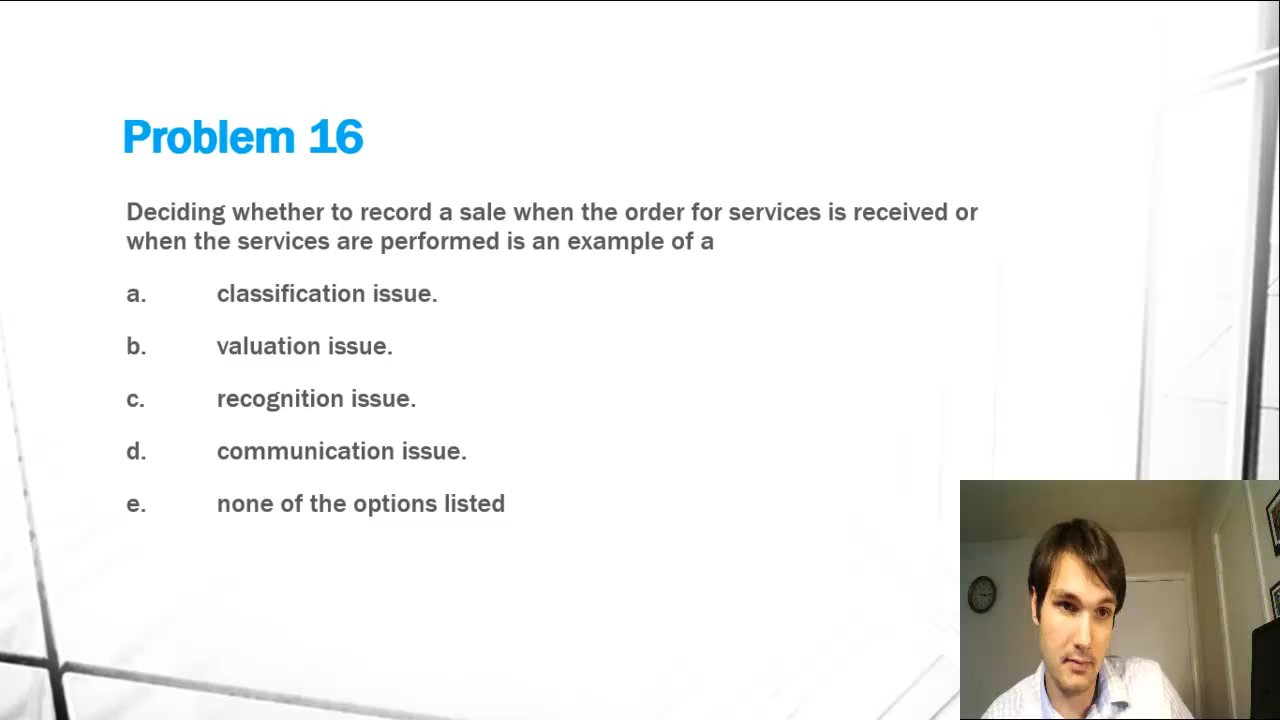 Problem 16
Deciding whether to record a sale when the order for services is received or
when the services are performed is an example of a
a. classification issue.
b. valuation issue.
c. recognition issue.
d. communication issue.
e. none of the options listed